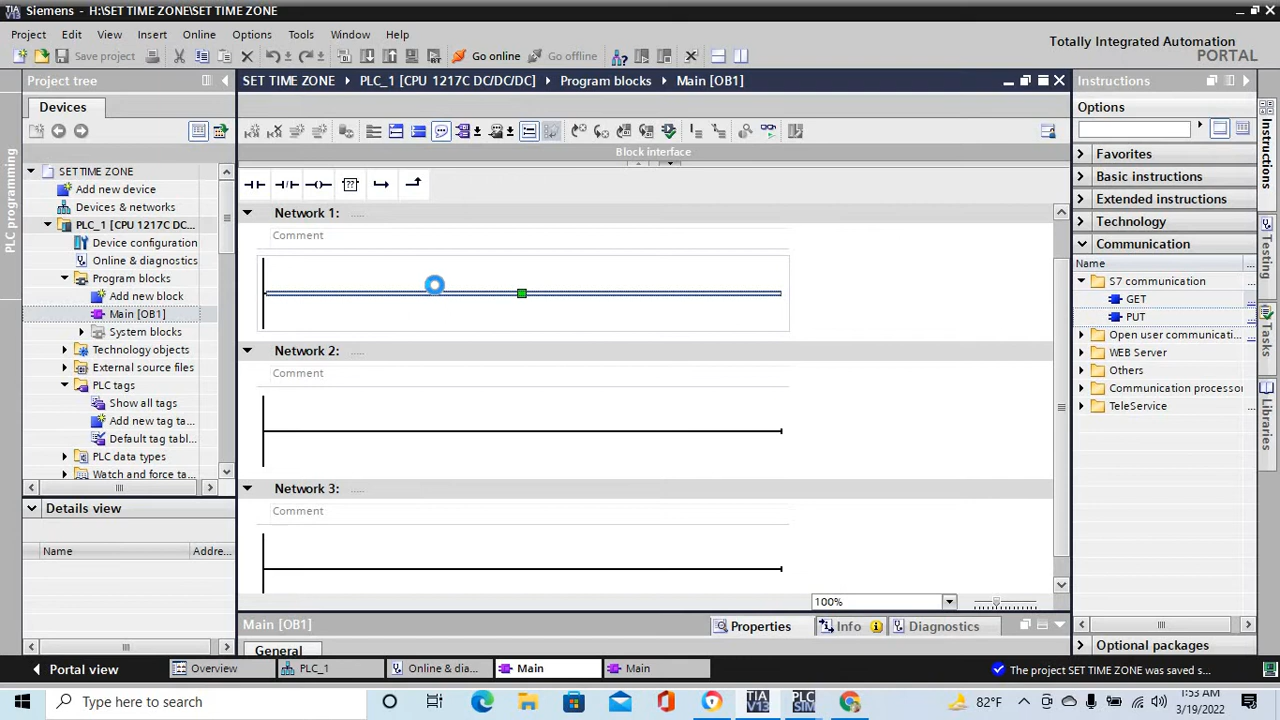 Siemens - H:\SET TIME ZONE\SET TIME ZONE
Project Edit View Insert Online Options Tools Window Help
Totally Integrated Automation
PORTAL
Save project
Go online
Go offline
Project tree
SET TIME ZONE
PLC_1 [CPU 1217C DC/DC/DC]
Program blocks
Main [OB1]
Instructions
Devices
Options
PLC programming
Block interface
SET TIME ZONE
Add new device
Devices & networks
PLC_1 [CPU 1217C DC...
Device configuration
Online & diagnostics
Program blocks
Add new block
Main [OB1]
System blocks
Technology objects
External source files
PLC tags
Show all tags
Add new tag ta...
Default tag tabl...
PLC data types
Watch and force ta...
Details view
Name
Addre...
Network 1: .....
Comment
Network 2: .....
Comment
Network 3: .....
Comment
100%
Main [OB1]
Properties
Info
Diagnostics
General
Favorites
Basic instructions
Extended instructions
Technology
Communication
Name
...
S7 communication
GET
...
PUT
...
Open user communicati...
...
WEB Server
Others
Communication processor
TeleService
Optional packages
Instructions
Testing
Tasks
Libraries
Portal view
Overview
PLC_1
Online & dia...
Main
Main
The project SET TIME ZONE was saved s...
Type here to search
TIA
V13
PLC
SIM
82°F
1:53 AM
3/19/2022